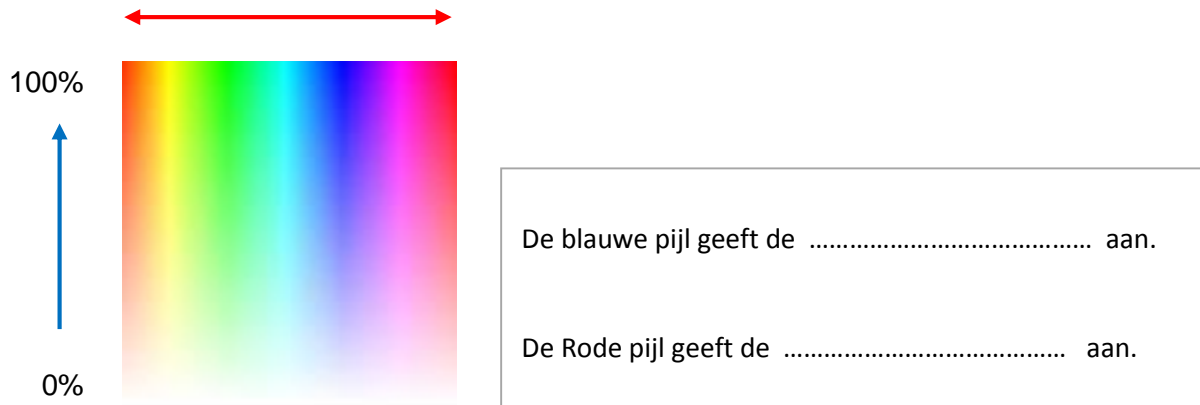 100%
De blauwe pijl geeft de …………………………………… aan.
De Rode pijl geeft de …………………………………… aan.
0%